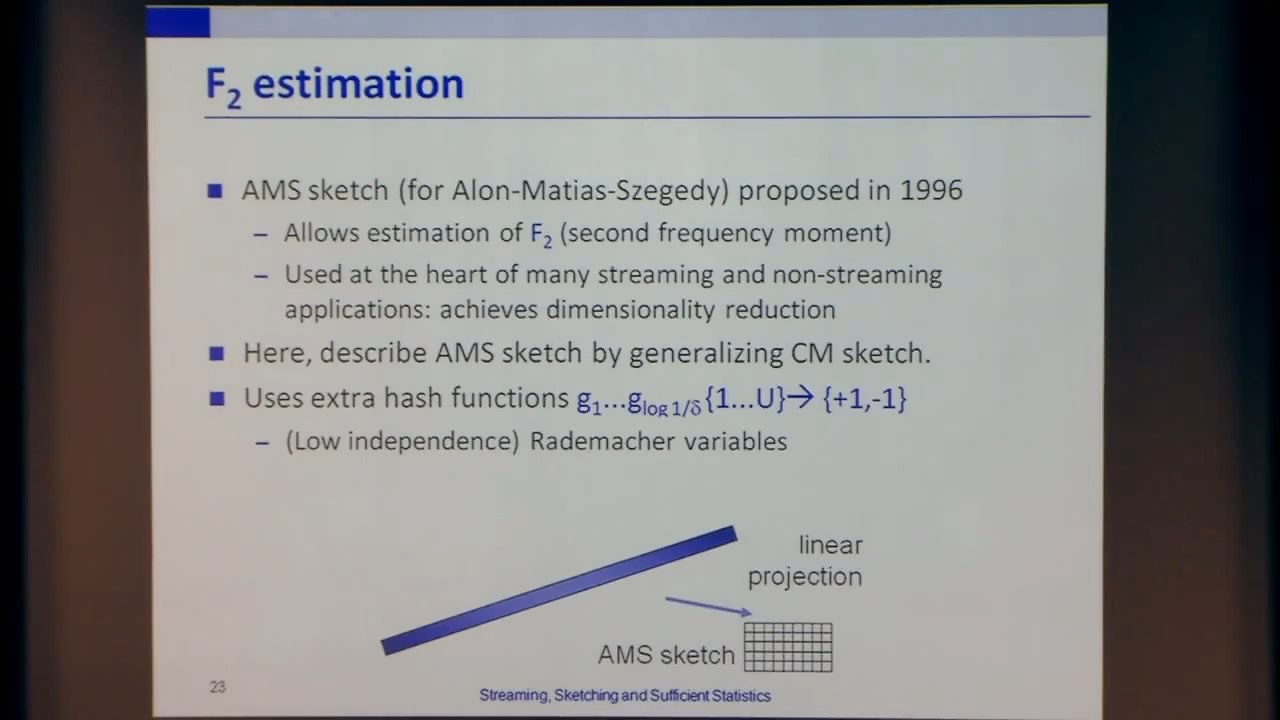 F₂ estimation
AMS sketch (for Alon-Matias-Szegedy) proposed in 1996
– Allows estimation of F₂ (second frequency moment)
– Used at the heart of many streaming and non-streaming
applications: achieves dimensionality reduction
Here, describe AMS sketch by generalizing CM sketch.
Uses extra hash functions g₁...g_log 1/δ {1...U}→ {+1,-1}
– (Low independence) Rademacher variables
linear
projection
AMS sketch
23
Streaming, Sketching and Sufficient Statistics